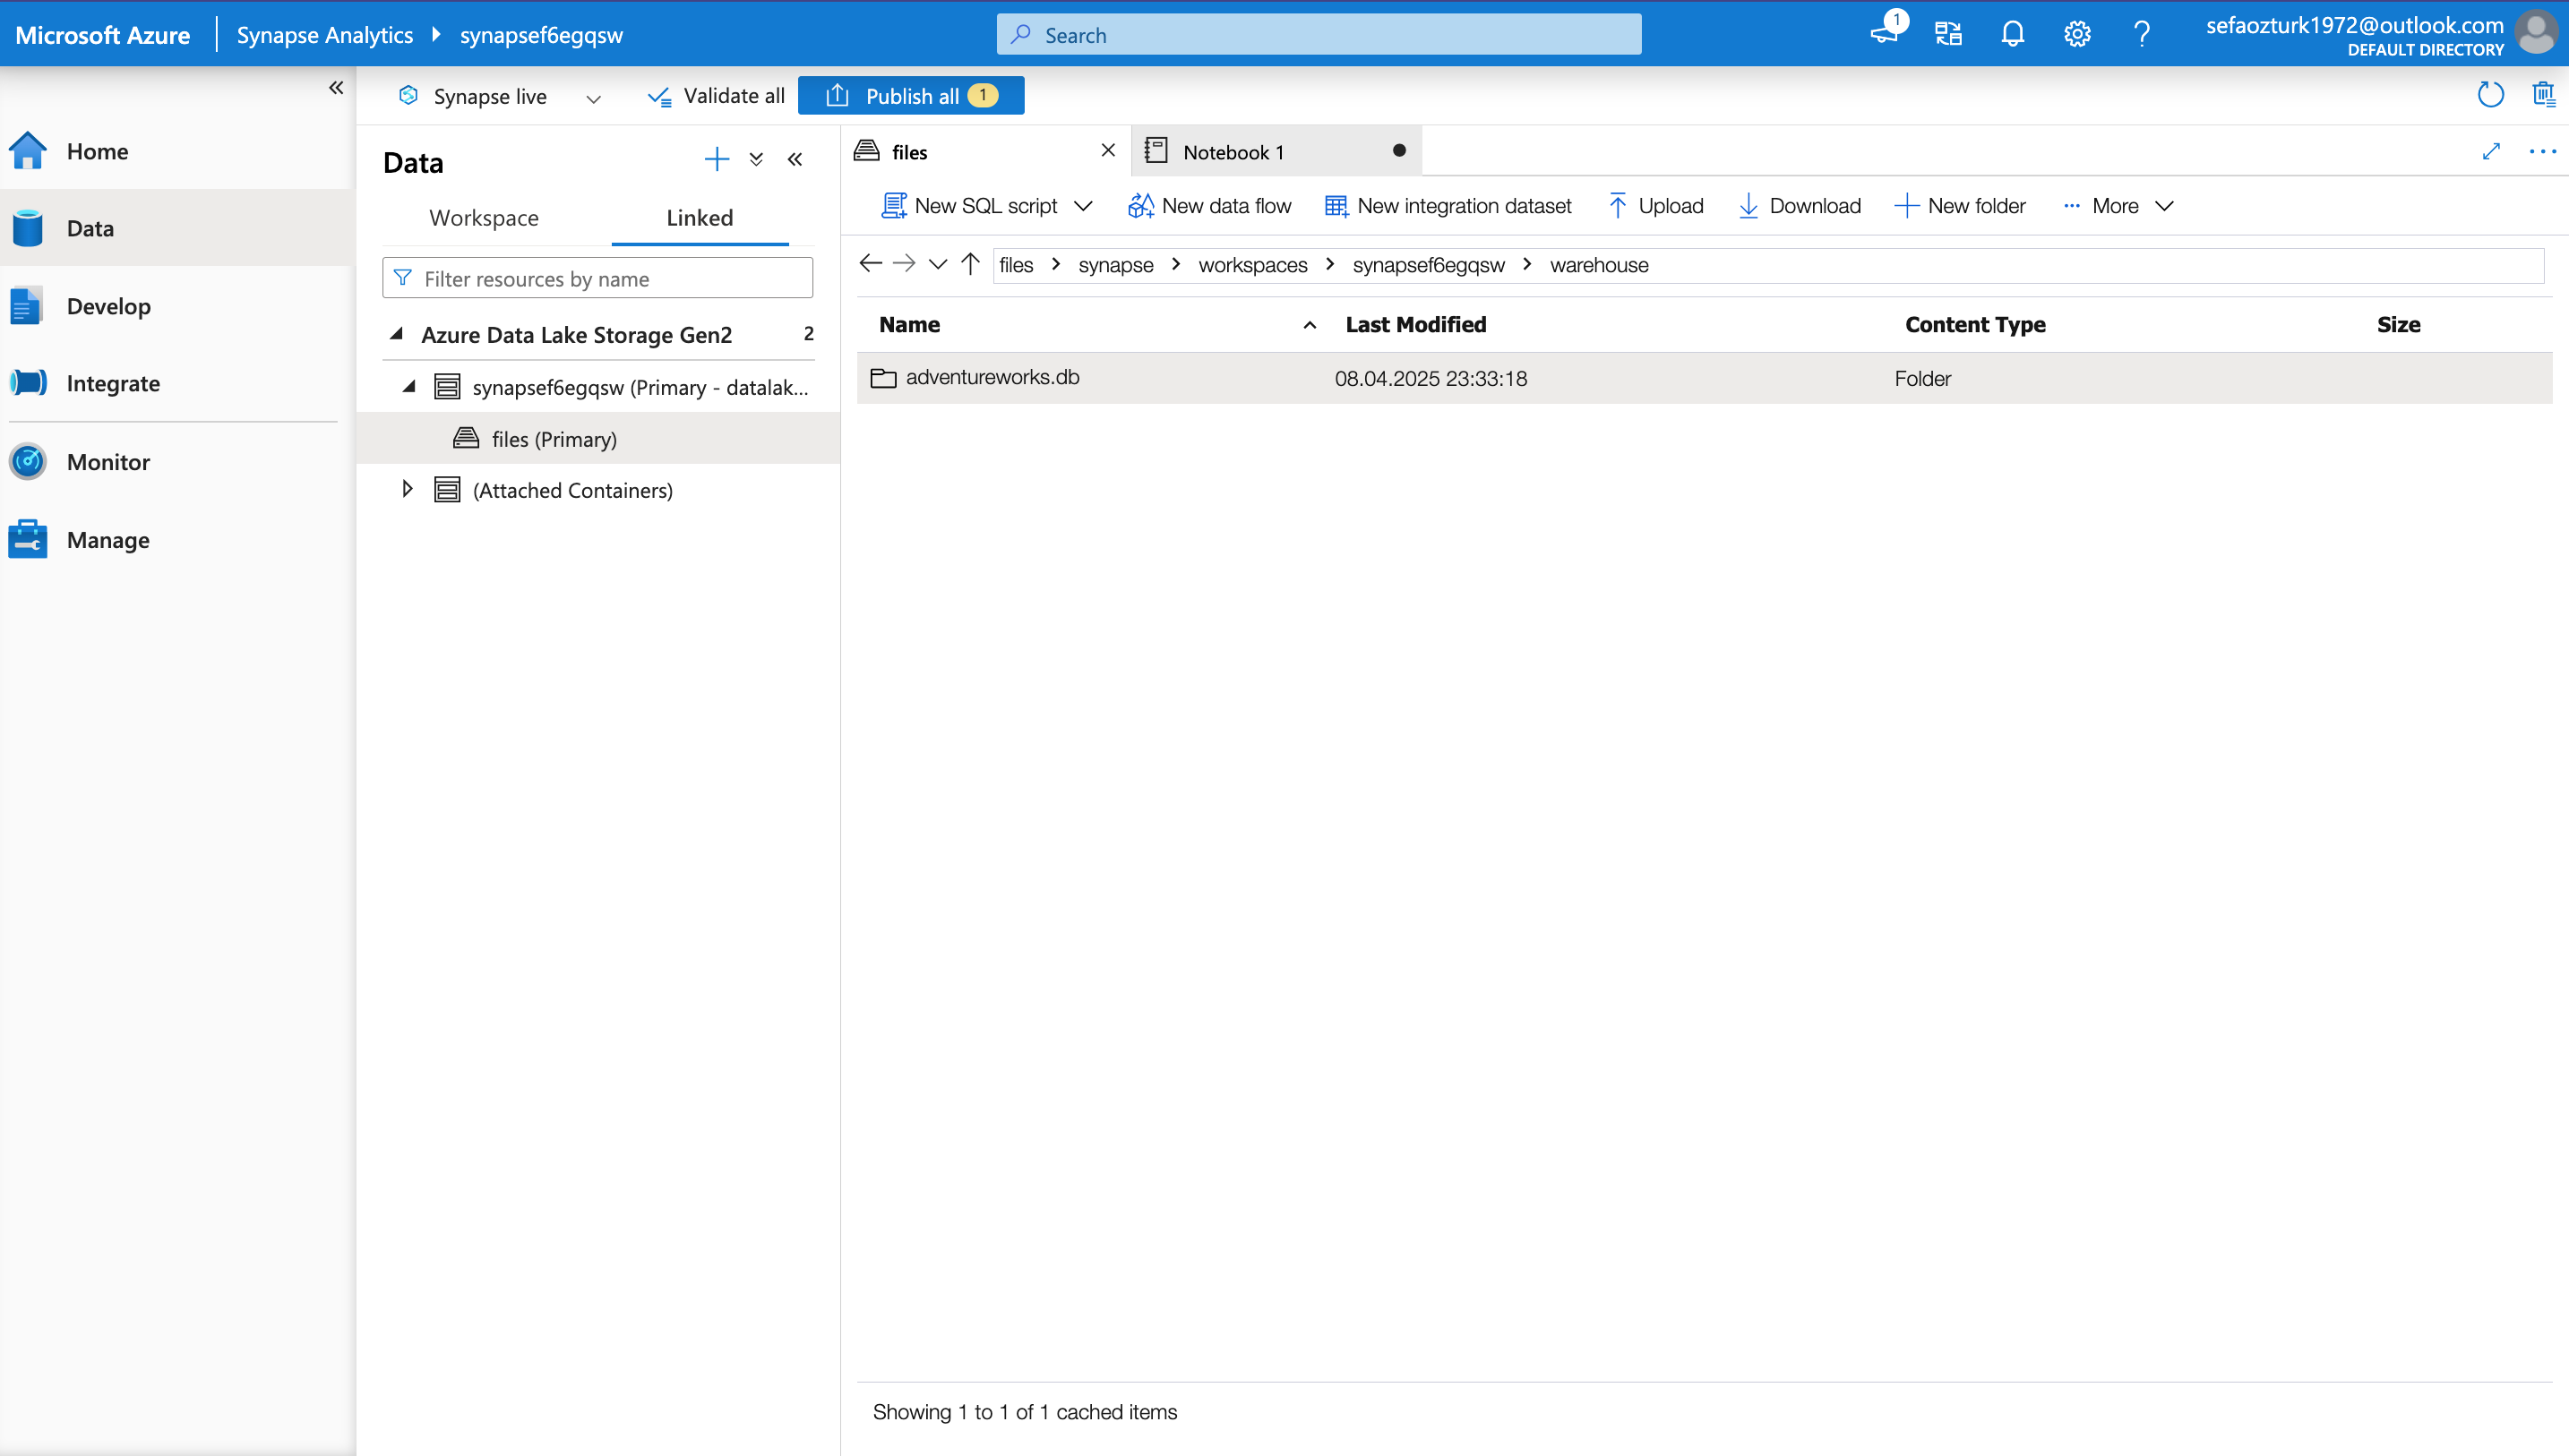 Microsoft Azure
Synapse Analytics
synapsef6egqsw
Search
1
sefaozturk1972@outlook.com
DEFAULT DIRECTORY
Synapse live
Validate all
Publish all 1
Home
Data
Develop
Integrate
Monitor
Manage
Data
Workspace
Linked
Filter resources by name
Azure Data Lake Storage Gen2 2
synapsef6egqsw (Primary - datalak...
files (Primary)
(Attached Containers)
files
Notebook 1
New SQL script
New data flow
New integration dataset
Upload
Download
New folder
More
files > synapse > workspaces > synapsef6egqsw > warehouse
Name Last Modified Content Type Size
adventureworks.db 08.04.2025 23:33:18 Folder
Showing 1 to 1 of 1 cached items